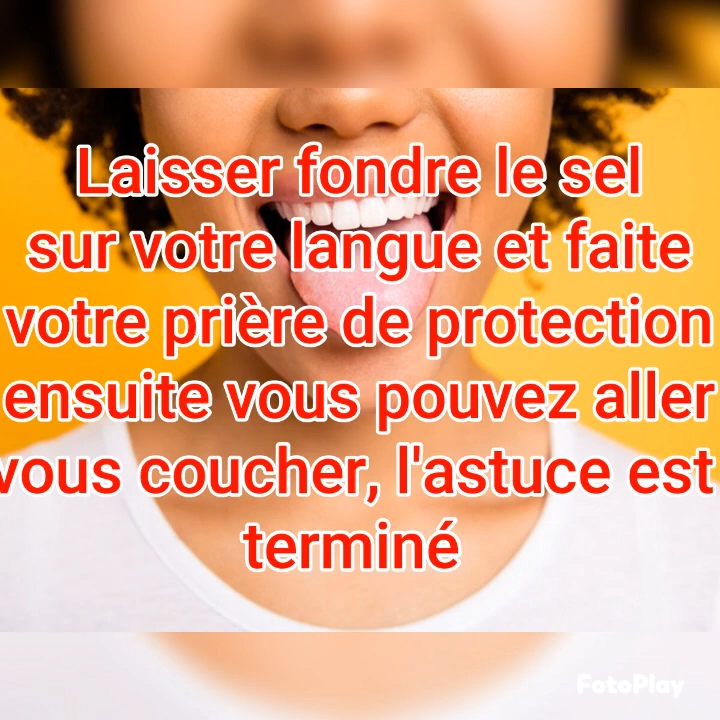 Laisser fondre le sel
sur votre langue et faite
votre prière de protection
ensuite vous pouvez aller
vous coucher, l'astuce est
terminé
FotoPlay